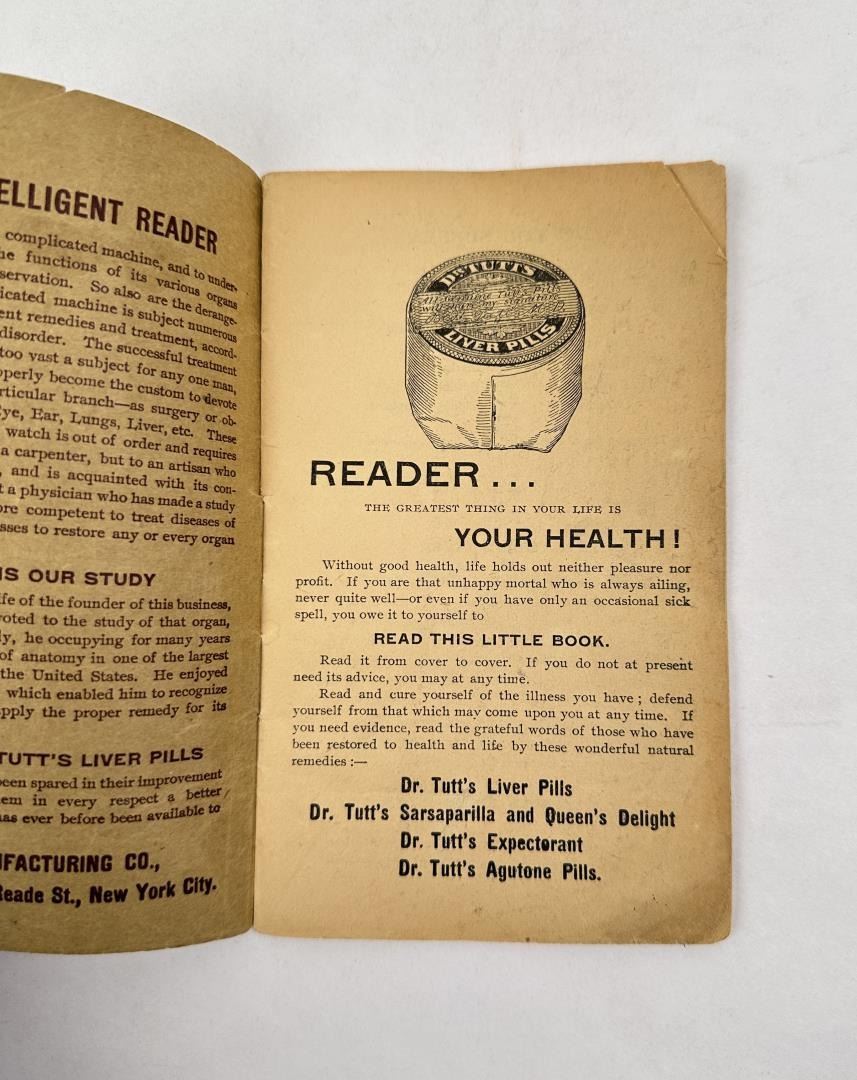 ELLIGENT READER
complicated machine, and to under-
he functions of its various organs
servation. So also are the derange-
icated machine is subject numerous
ent remedies and treatment, accord-
disorder. The successful treatment
too vast a subject for any one man,
operly become the custom to devote
rticular branch—as surgery or ob-
Eye, Ear, Lungs, Liver, etc. These
watch is out of order and requires
a carpenter, but to an artisan who
, and is acquainted with its con-
t a physician who has made a study
ore competent to treat diseases of
sses to restore any or every organ
IS OUR STUDY
ife of the founder of this business,
voted to the study of that organ,
ly, he occupying for many years
of anatomy in one of the largest
the United States. He enjoyed
which enabled him to recognize
apply the proper remedy for its
TUTT'S LIVER PILLS
been spared in their improvement
em in every respect a better
has ever before been available to
UFACTURING CO.,
Reade St., New York City.
DR. TUTT'S
All genuine Tutt's Pills
will bear my signature
LIVER PILLS
READER...
THE GREATEST THING IN YOUR LIFE IS
YOUR HEALTH!
Without good health, life holds out neither pleasure nor
profit. If you are that unhappy mortal who is always ailing,
never quite well—or even if you have only an occasional sick
spell, you owe it to yourself to
READ THIS LITTLE BOOK.
Read it from cover to cover. If you do not at present
need its advice, you may at any time.
Read and cure yourself of the illness you have; defend
yourself from that which may come upon you at any time. If
you need evidence, read the grateful words of those who have
been restored to health and life by these wonderful natural
remedies:—
Dr. Tutt's Liver Pills
Dr. Tutt's Sarsaparilla and Queen's Delight
Dr. Tutt's Expectorant
Dr. Tutt's Agutone Pills.